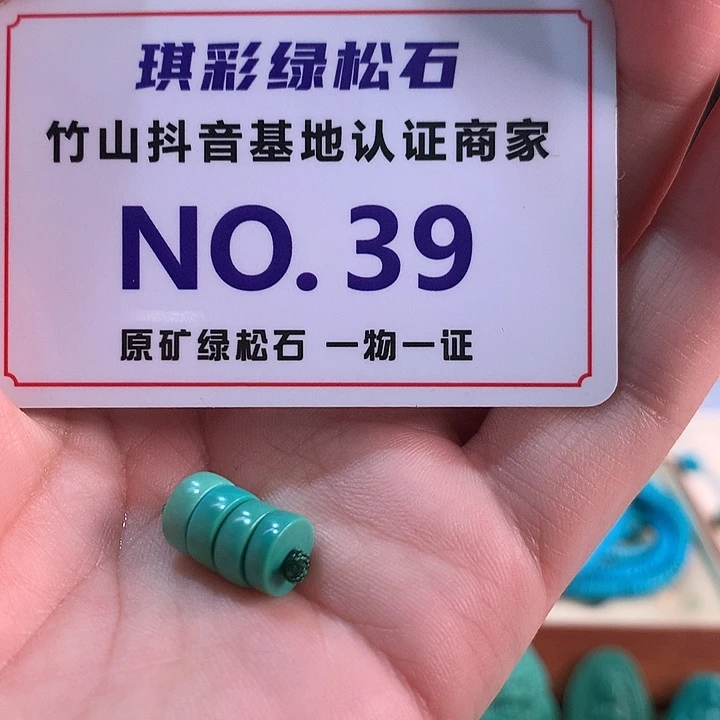 琪彩绿松石
竹山抖音基地认证商家
NO. 39
原矿绿松石 一物一证